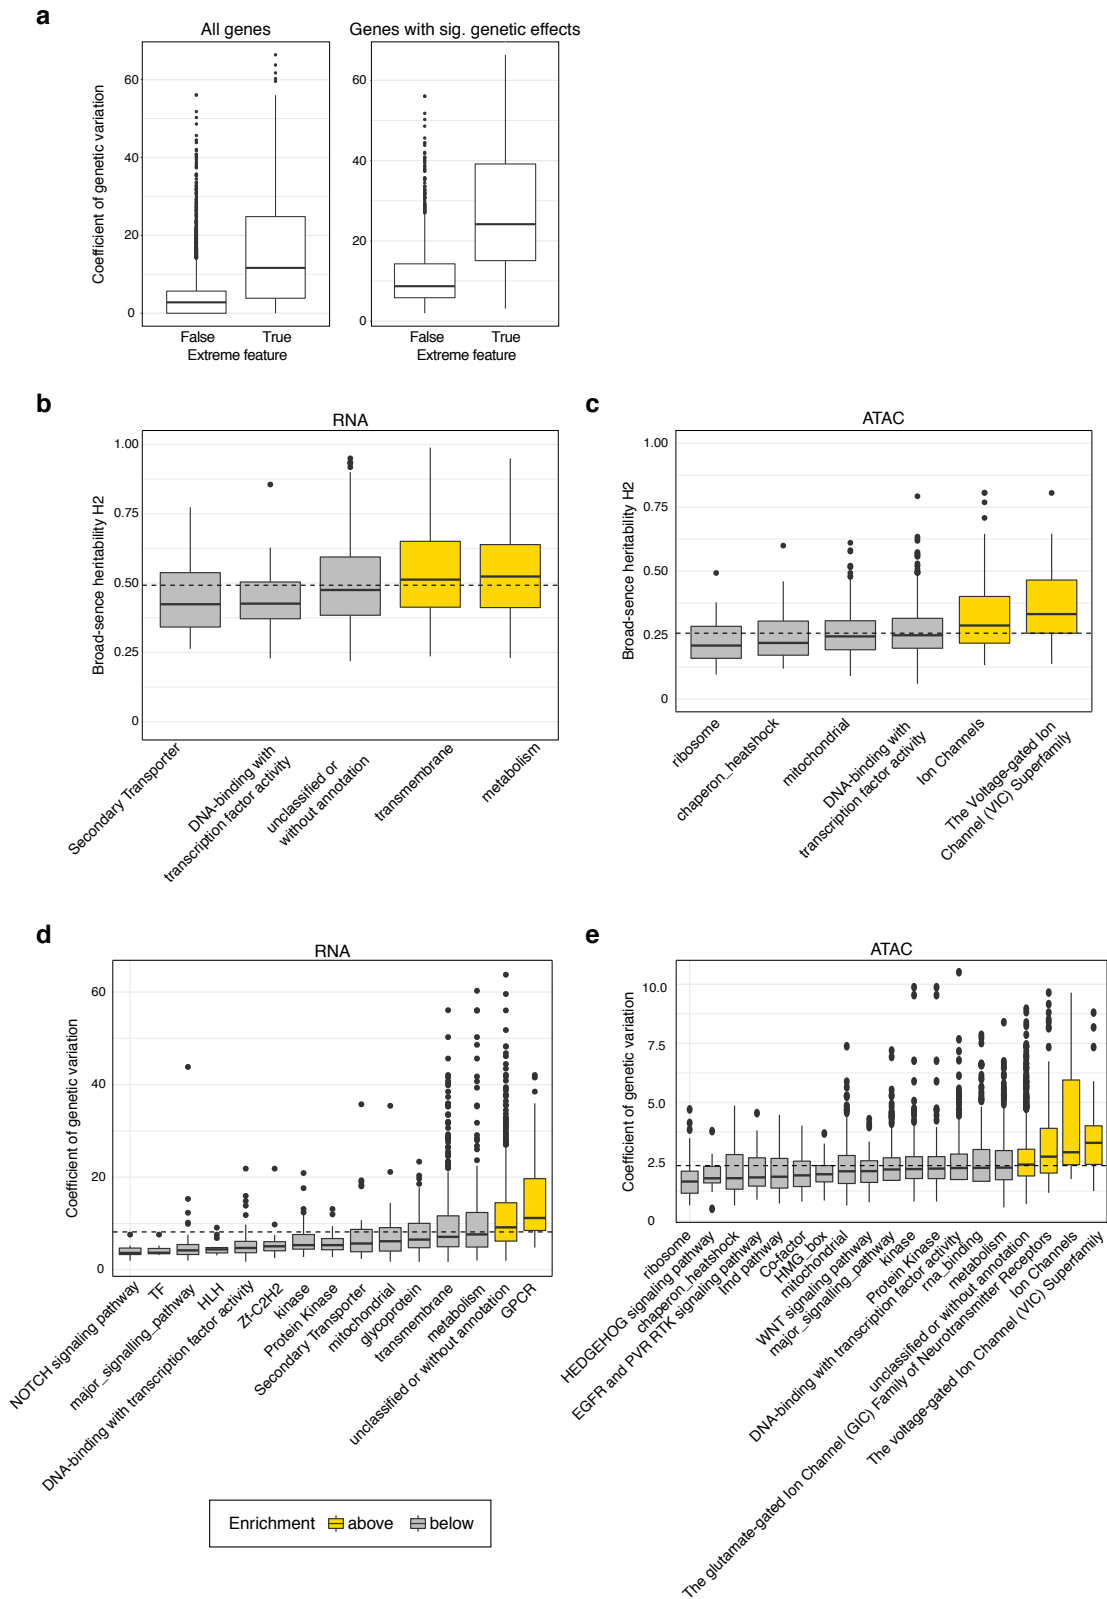 a
All genes
Genes with sig. genetic effects
Coefficient of genetic variation
60
40
20
0
60
40
20
0
False
True
False
True
Extreme feature
Extreme feature
b
RNA
Broad-sence heritability H2
1.00
0.75
0.50
0.25
0
Secondary Transporter
DNA-binding with
transcription factor activity
unclassified or
without annotation
transmembrane
metabolism
c
ATAC
Broad-sence heritability H2
1.00
0.75
0.50
0.25
0
ribosome
chaperon_heatshock
mitochondrial
DNA-binding with
transcription factor activity
Ion Channels
The Voltage-gated Ion
Channel (VIC) Superfamily
d
RNA
Coefficient of genetic variation
60
40
20
0
NOTCH signaling pathway
TF
major_signalling_pathway
HLH
DNA-binding with transcription factor activity
Zf-C2H2
kinase
Protein Kinase
Secondary Transporter
mitochondrial
glycoprotein
transmembrane
metabolism
unclassified or without annotation
GPCR
e
ATAC
Coefficient of genetic variation
10.0
7.5
5.0
2.5
0
ribosome
HEDGEHOG signaling pathway
chaperon_heatshock
EGFR and PVR RTK signaling pathway
Imd pathway
Co-factor
HMG_box
mitochondrial
WNT signaling pathway
major_signalling_pathway
kinase
Protein Kinase
DNA-binding with transcription factor activity
rna_binding
metabolism
unclassified or without annotation
The glutamate-gated Ion Channel (GIC) Family of Neurotransmitter Receptors
Ion Channels
The voltage-gated Ion Channel (VIC) Superfamily
Enrichment
above
below